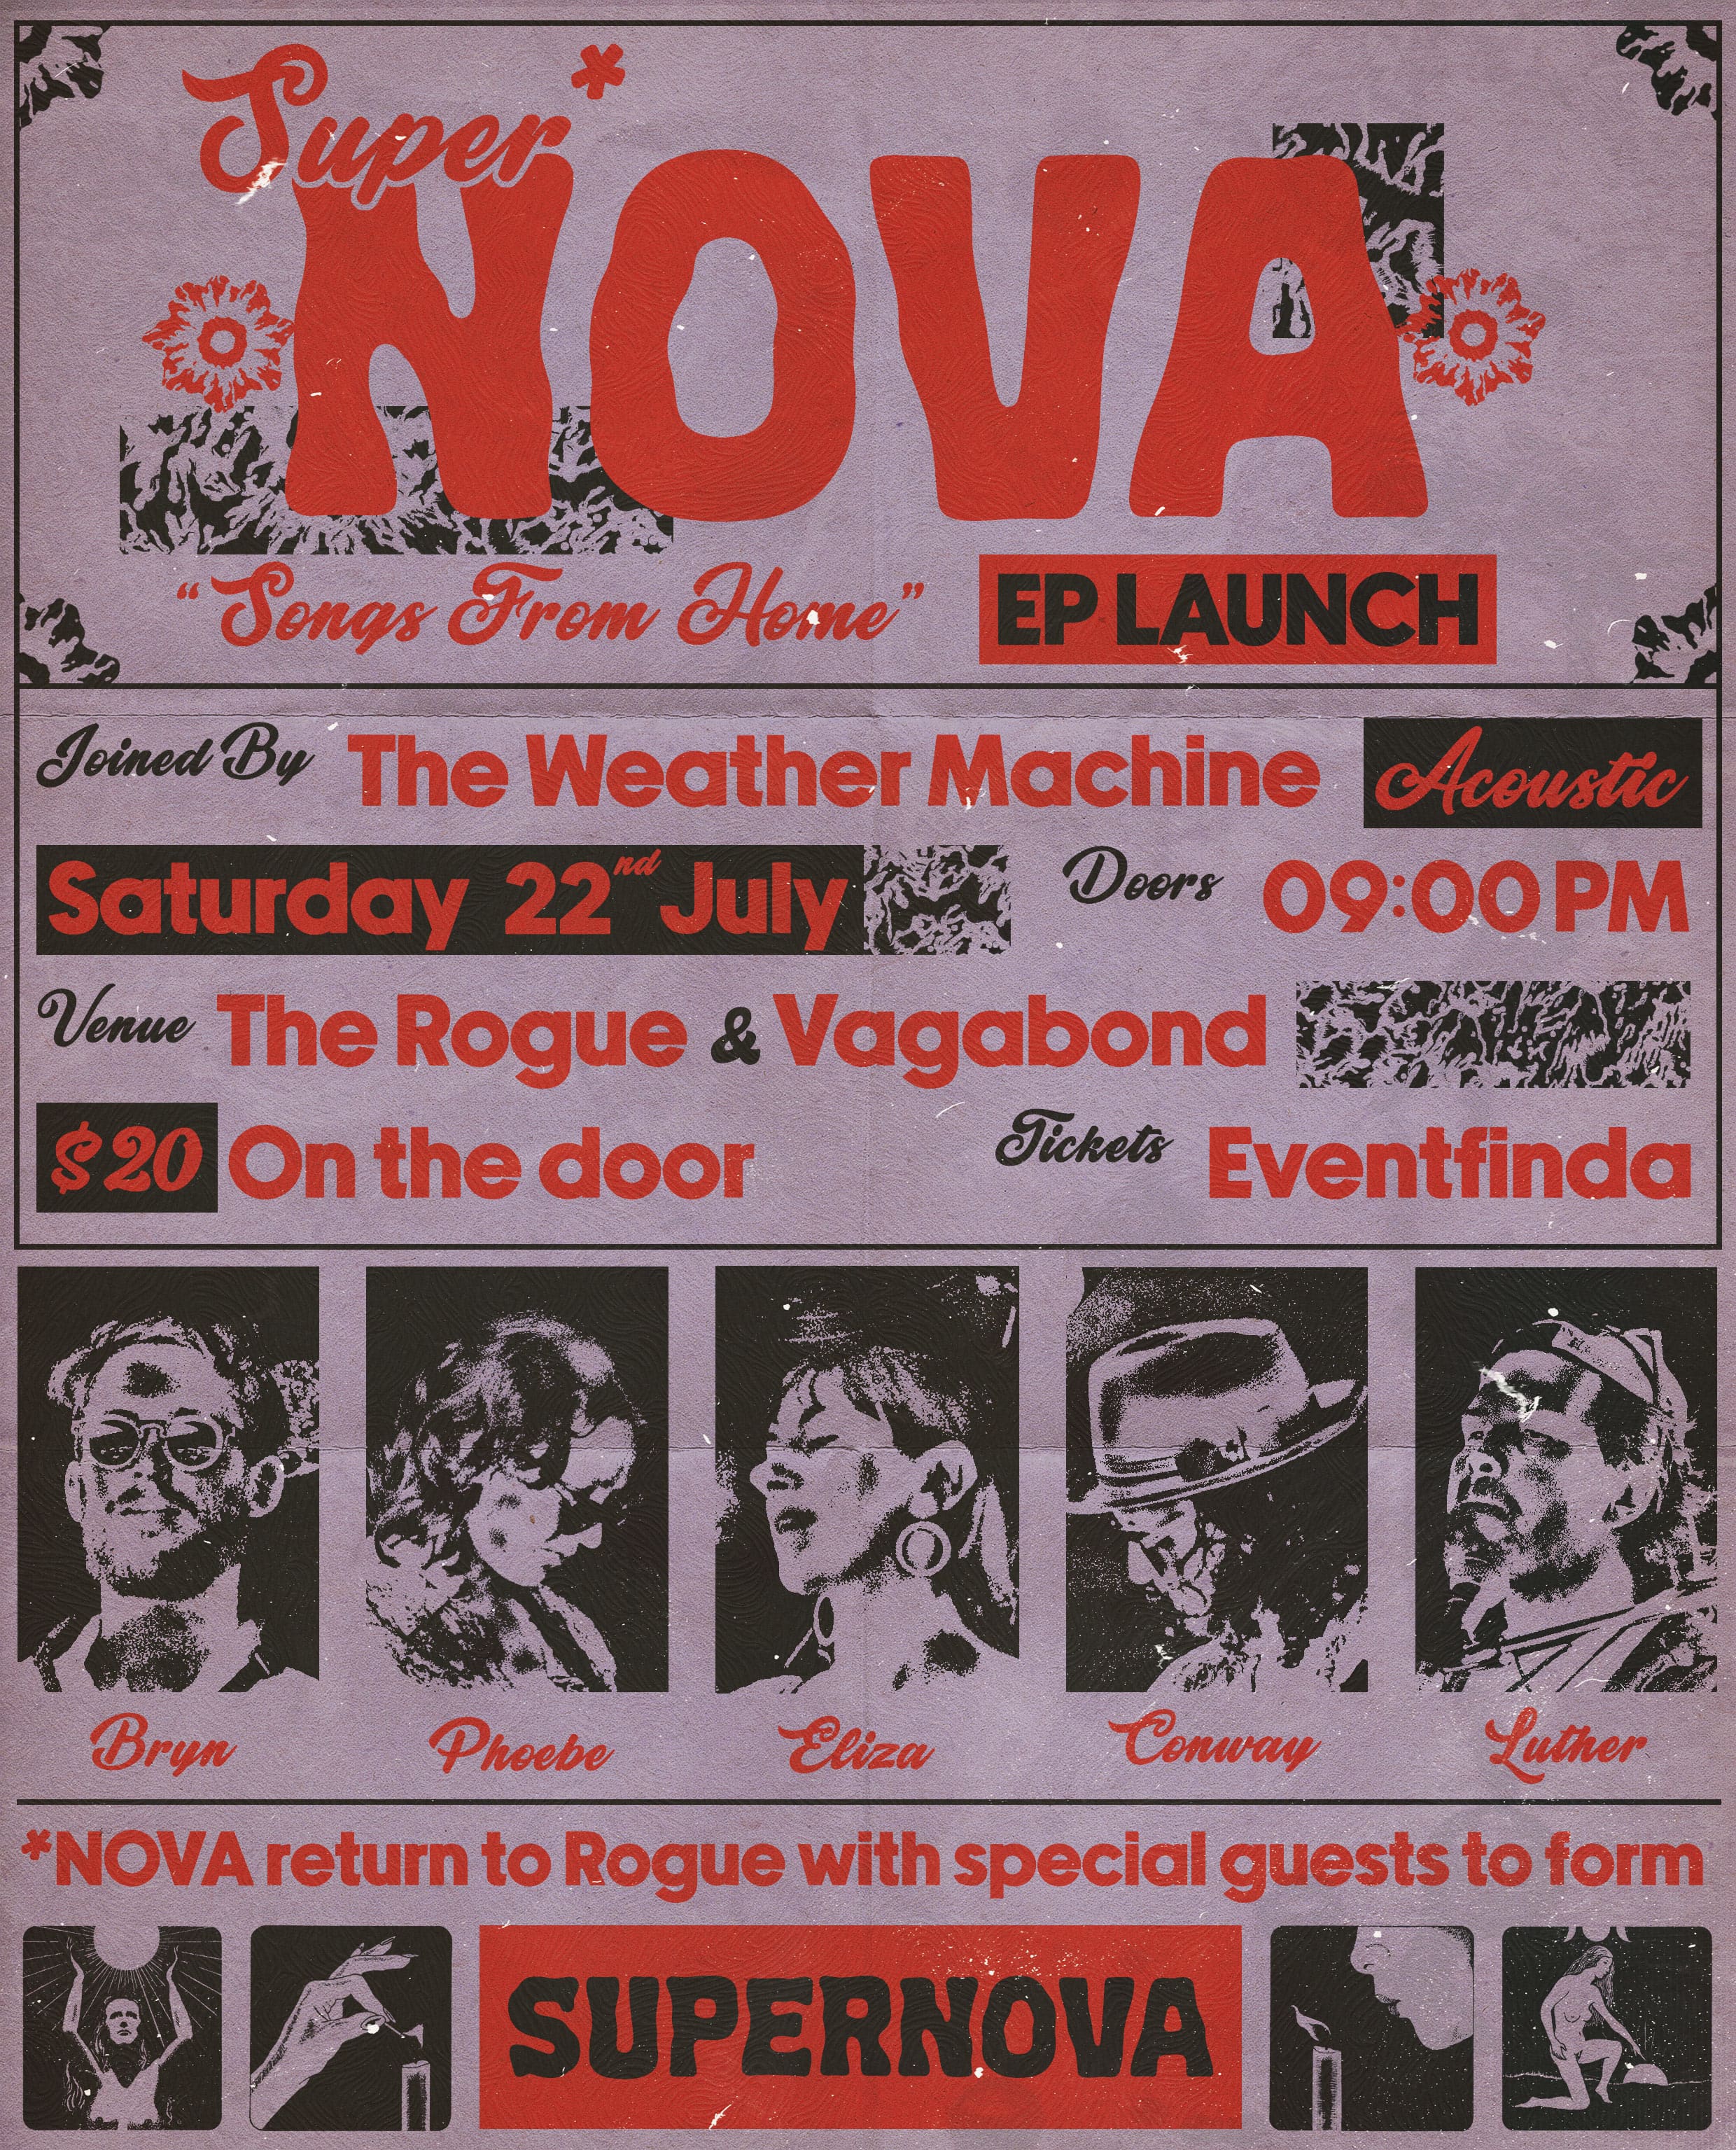 Super*
NOVA
“Songs From Home” EP LAUNCH
Joined By The Weather Machine Acoustic
Saturday 22nd July Doors 09:00 PM
Venue The Rogue & Vagabond
$20 On the door Tickets Eventfinda
Bryn Phoebe Eliza Conway Luther
*NOVA return to Rogue with special guests to form
SUPERNOVA